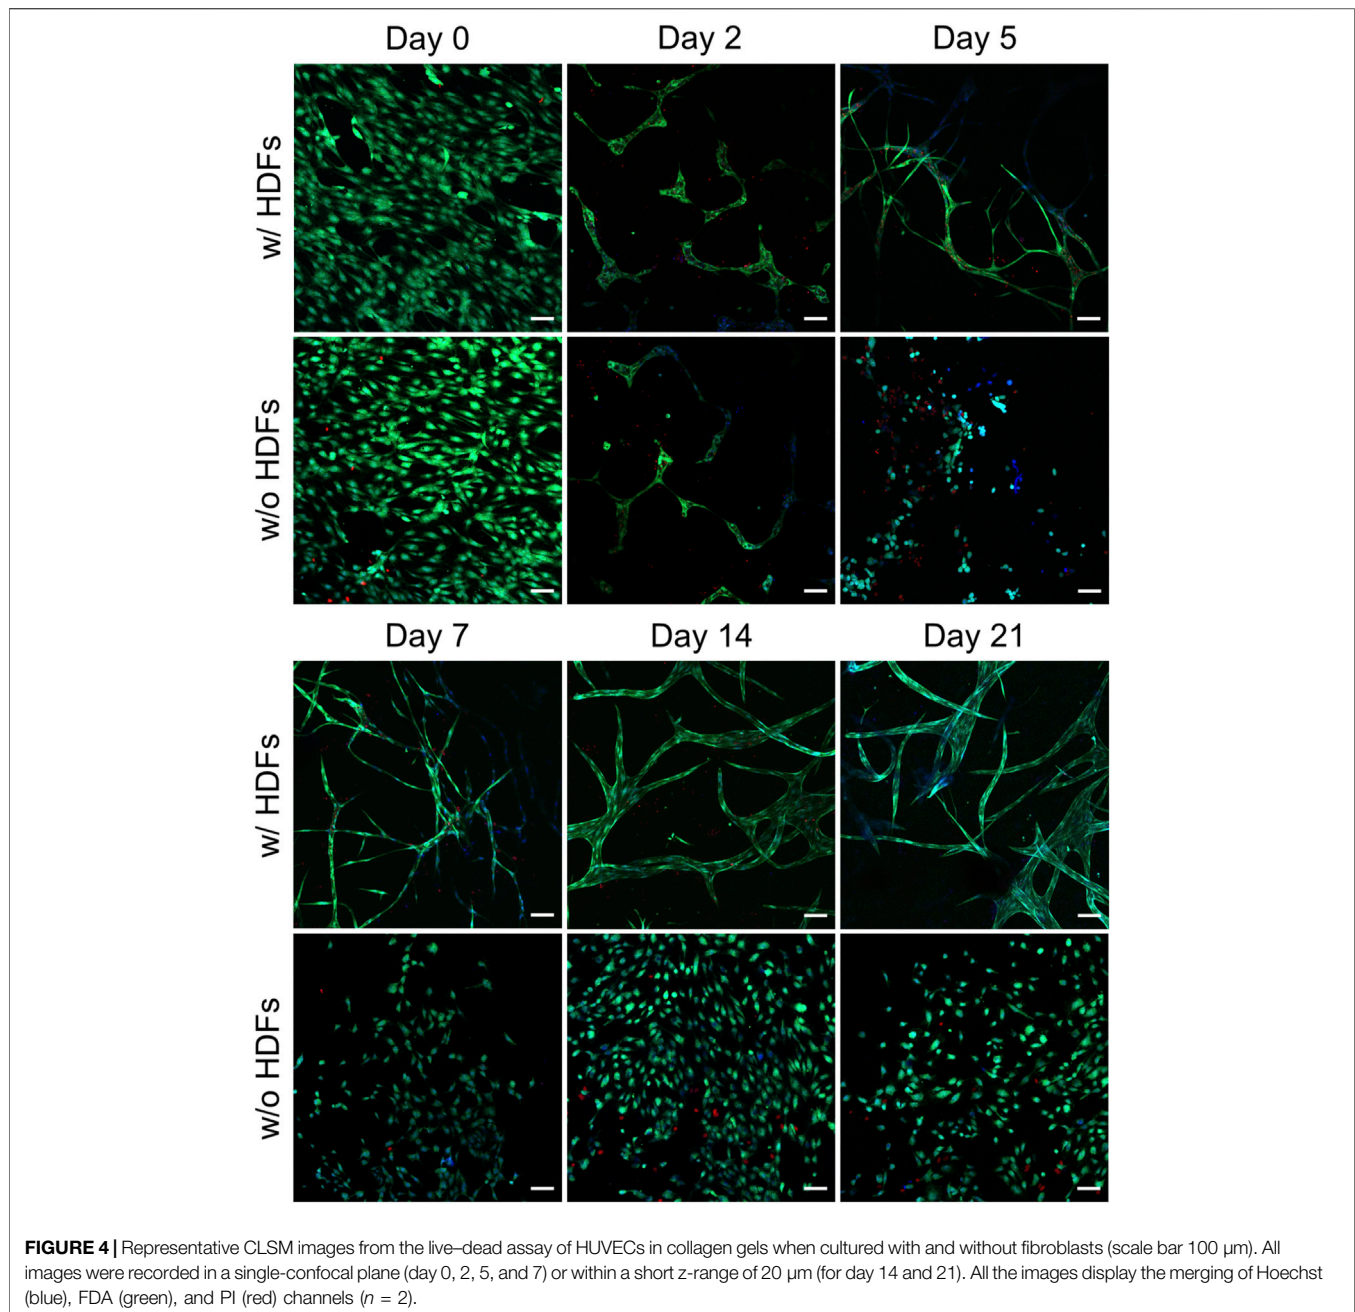 Day 0 Day 2 Day 5
w/ HDFs
w/o HDFs
Day 7 Day 14 Day 21
w/ HDFs
w/o HDFs
FIGURE 4 | Representative CLSM images from the live–dead assay of HUVECs in collagen gels when cultured with and without fibroblasts (scale bar 100 µm). All
images were recorded in a single-confocal plane (day 0, 2, 5, and 7) or within a short z-range of 20 µm (for day 14 and 21). All the images display the merging of Hoechst
(blue), FDA (green), and PI (red) channels (n = 2).